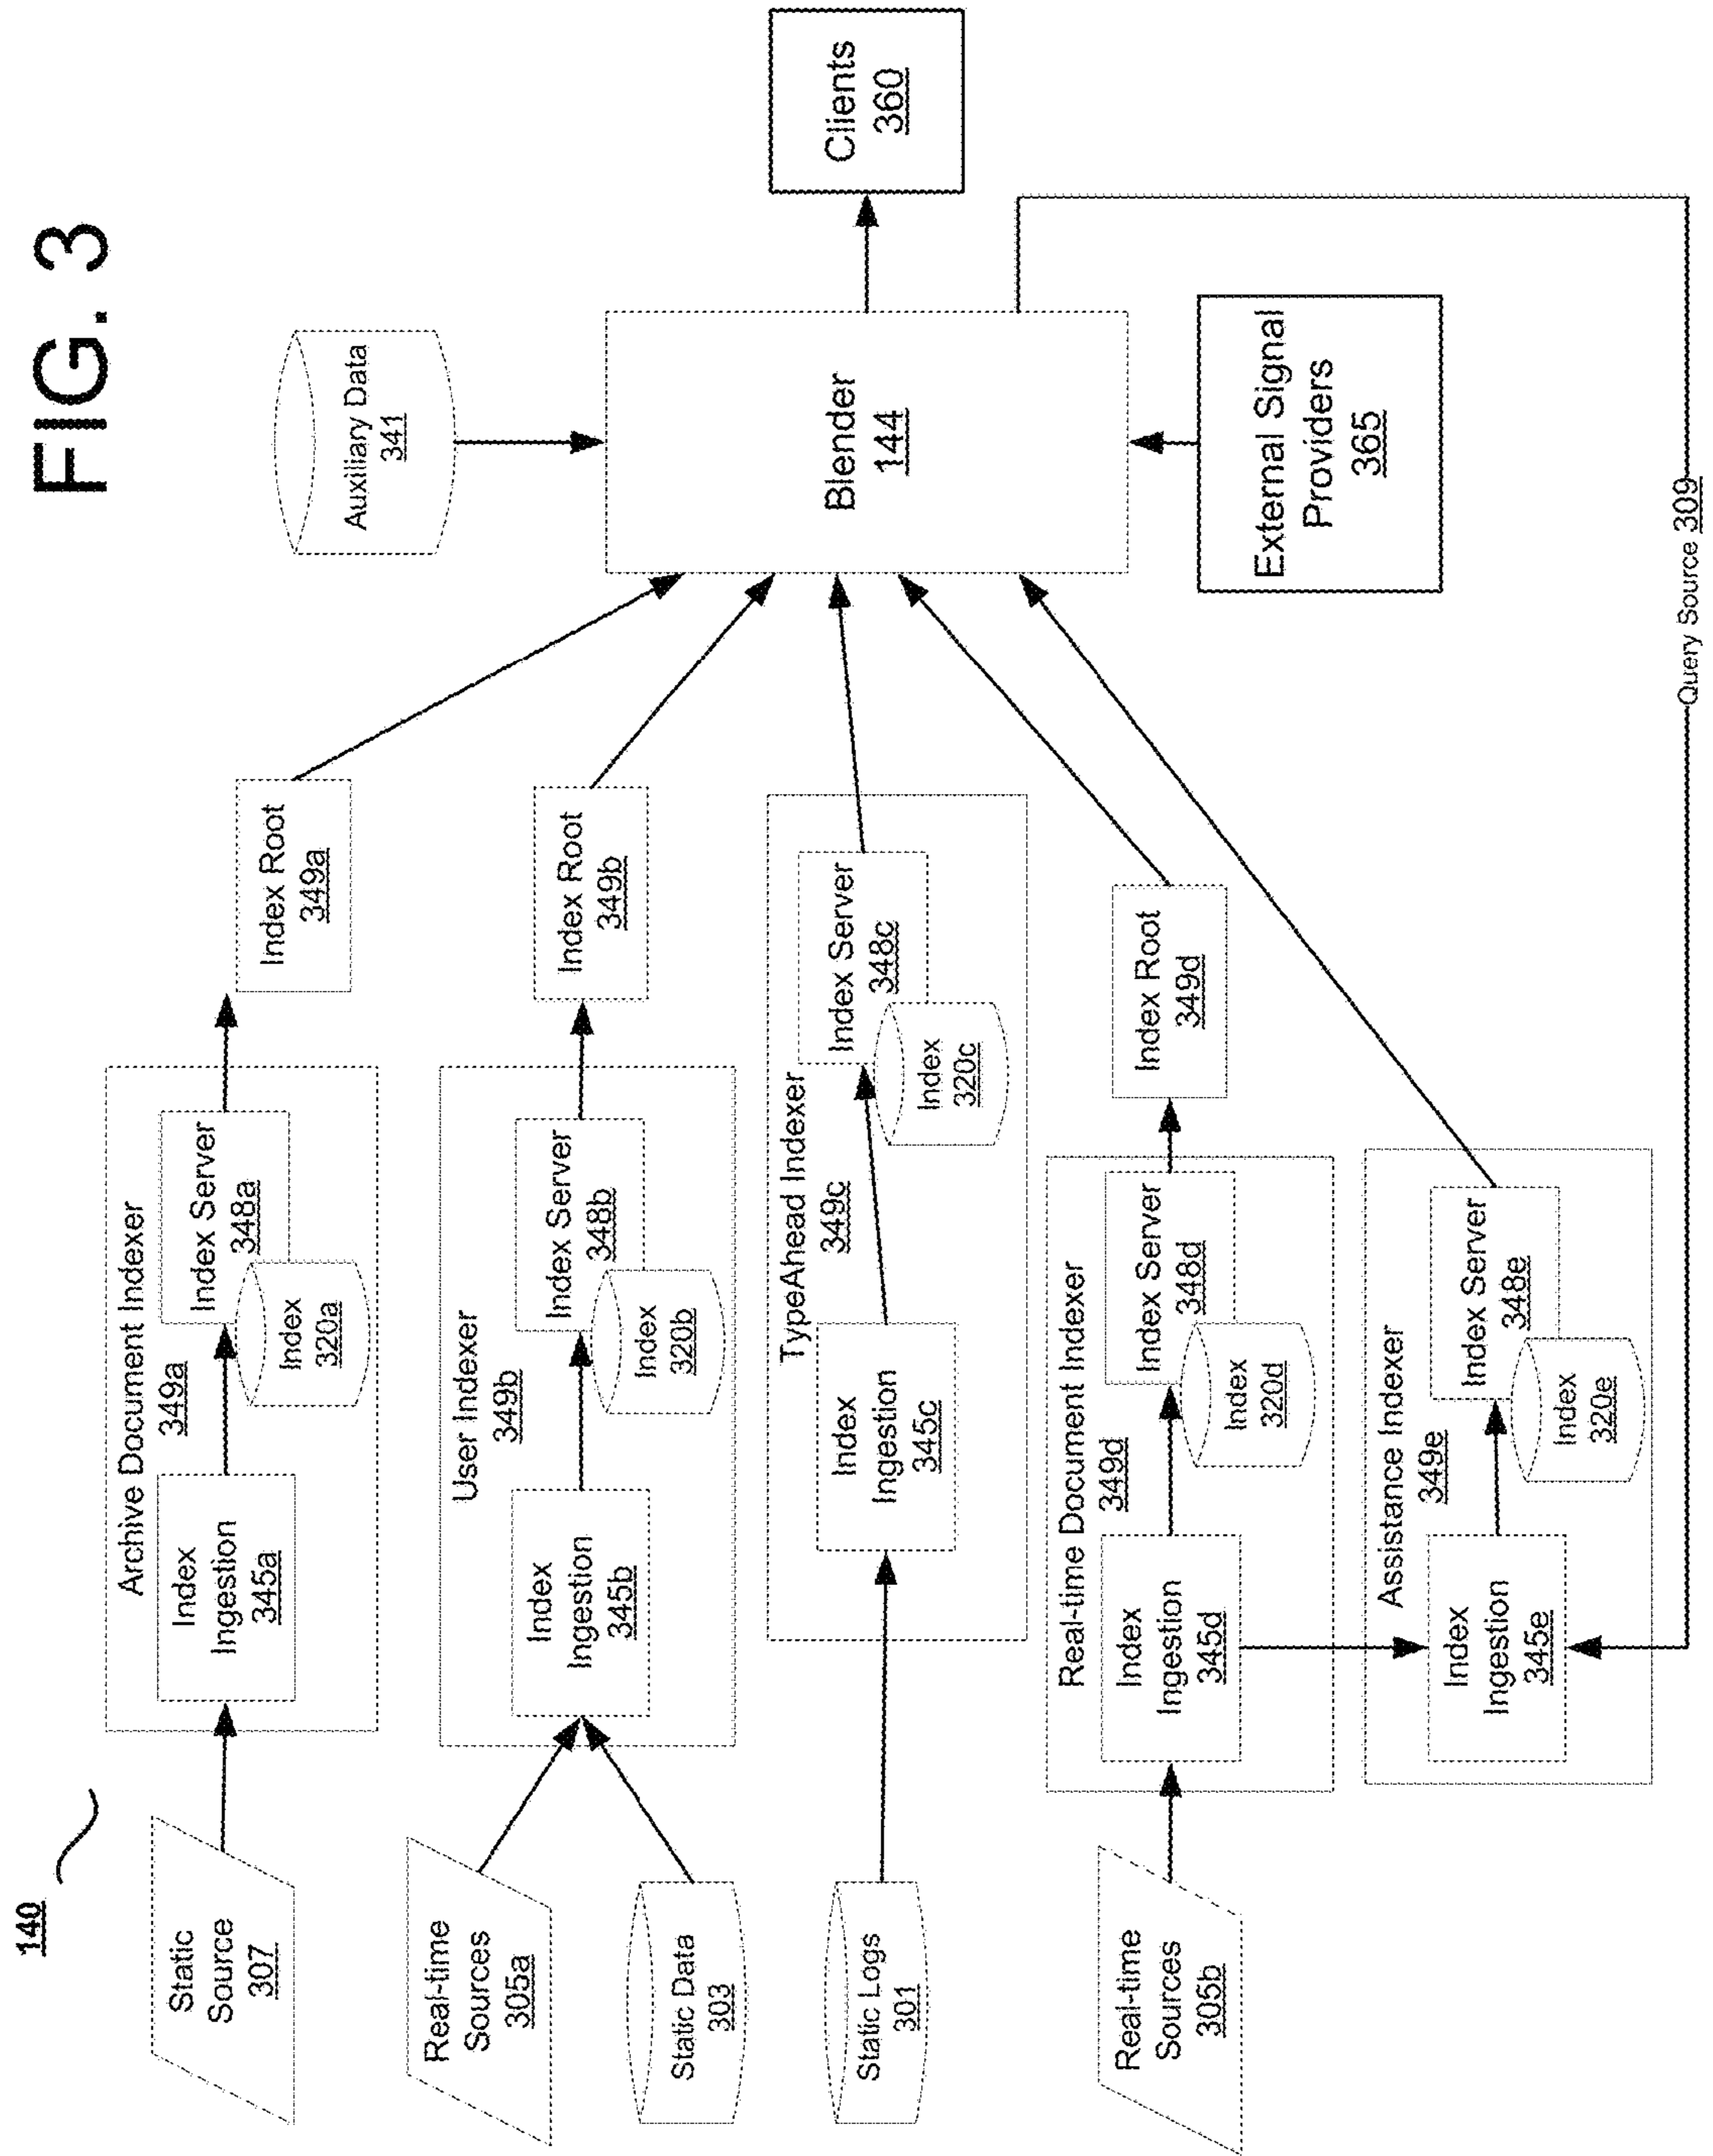 FIG. 3
140
Static
Source
307
Archive Document Indexer
349a
Index
Ingestion
345a
Index Server
348a
Index
320a
Index Root
349a
Real-time
Sources
305a
Static Data
303
User Indexer
349b
Index
Ingestion
345b
Index Server
348b
Index
320b
Index Root
349b
Static Logs
301
TypeAhead Indexer
349c
Index
Ingestion
345c
Index Server
348c
Index
320c
Real-time
Sources
305b
Real-time Document Indexer
349d
Index
Ingestion
345d
Index Server
348d
Index
320d
Index Root
349d
Assistance Indexer
349e
Index
Ingestion
345e
Index Server
348e
Index
320e
Auxiliary Data
341
Blender
144
External Signal
Providers
365
Clients
360
Query Source 309